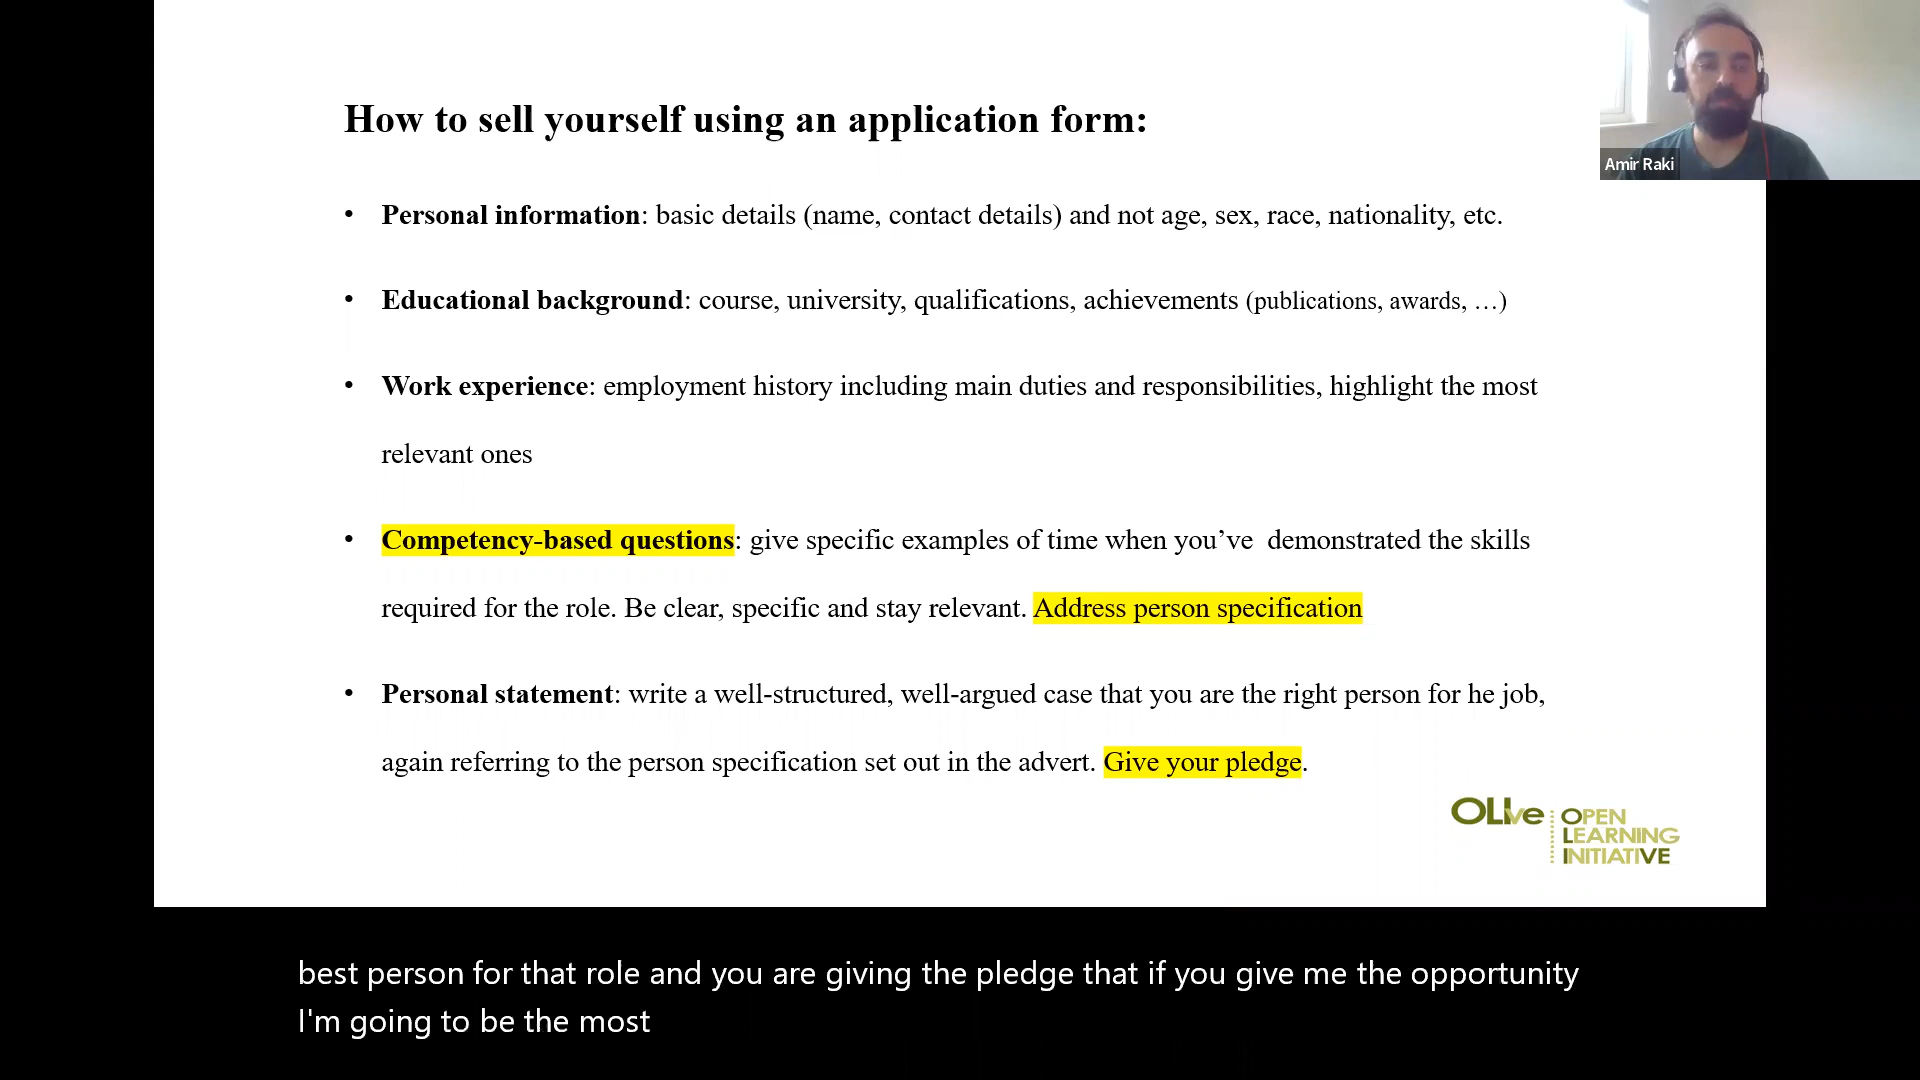 How to sell yourself using an application form:
Amir Raki
• Personal information: basic details (name, contact details) and not age, sex, race, nationality, etc.
• Educational background: course, university, qualifications, achievements (publications, awards, …)
• Work experience: employment history including main duties and responsibilities, highlight the most
relevant ones
• Competency-based questions: give specific examples of time when you’ve  demonstrated the skills
required for the role. Be clear, specific and stay relevant. Address person specification
• Personal statement: write a well-structured, well-argued case that you are the right person for he job,
again referring to the person specification set out in the advert. Give your pledge.
OLIve
OPEN
LEARNING
INITIATIVE
best person for that role and you are giving the pledge that if you give me the opportunity
I'm going to be the most